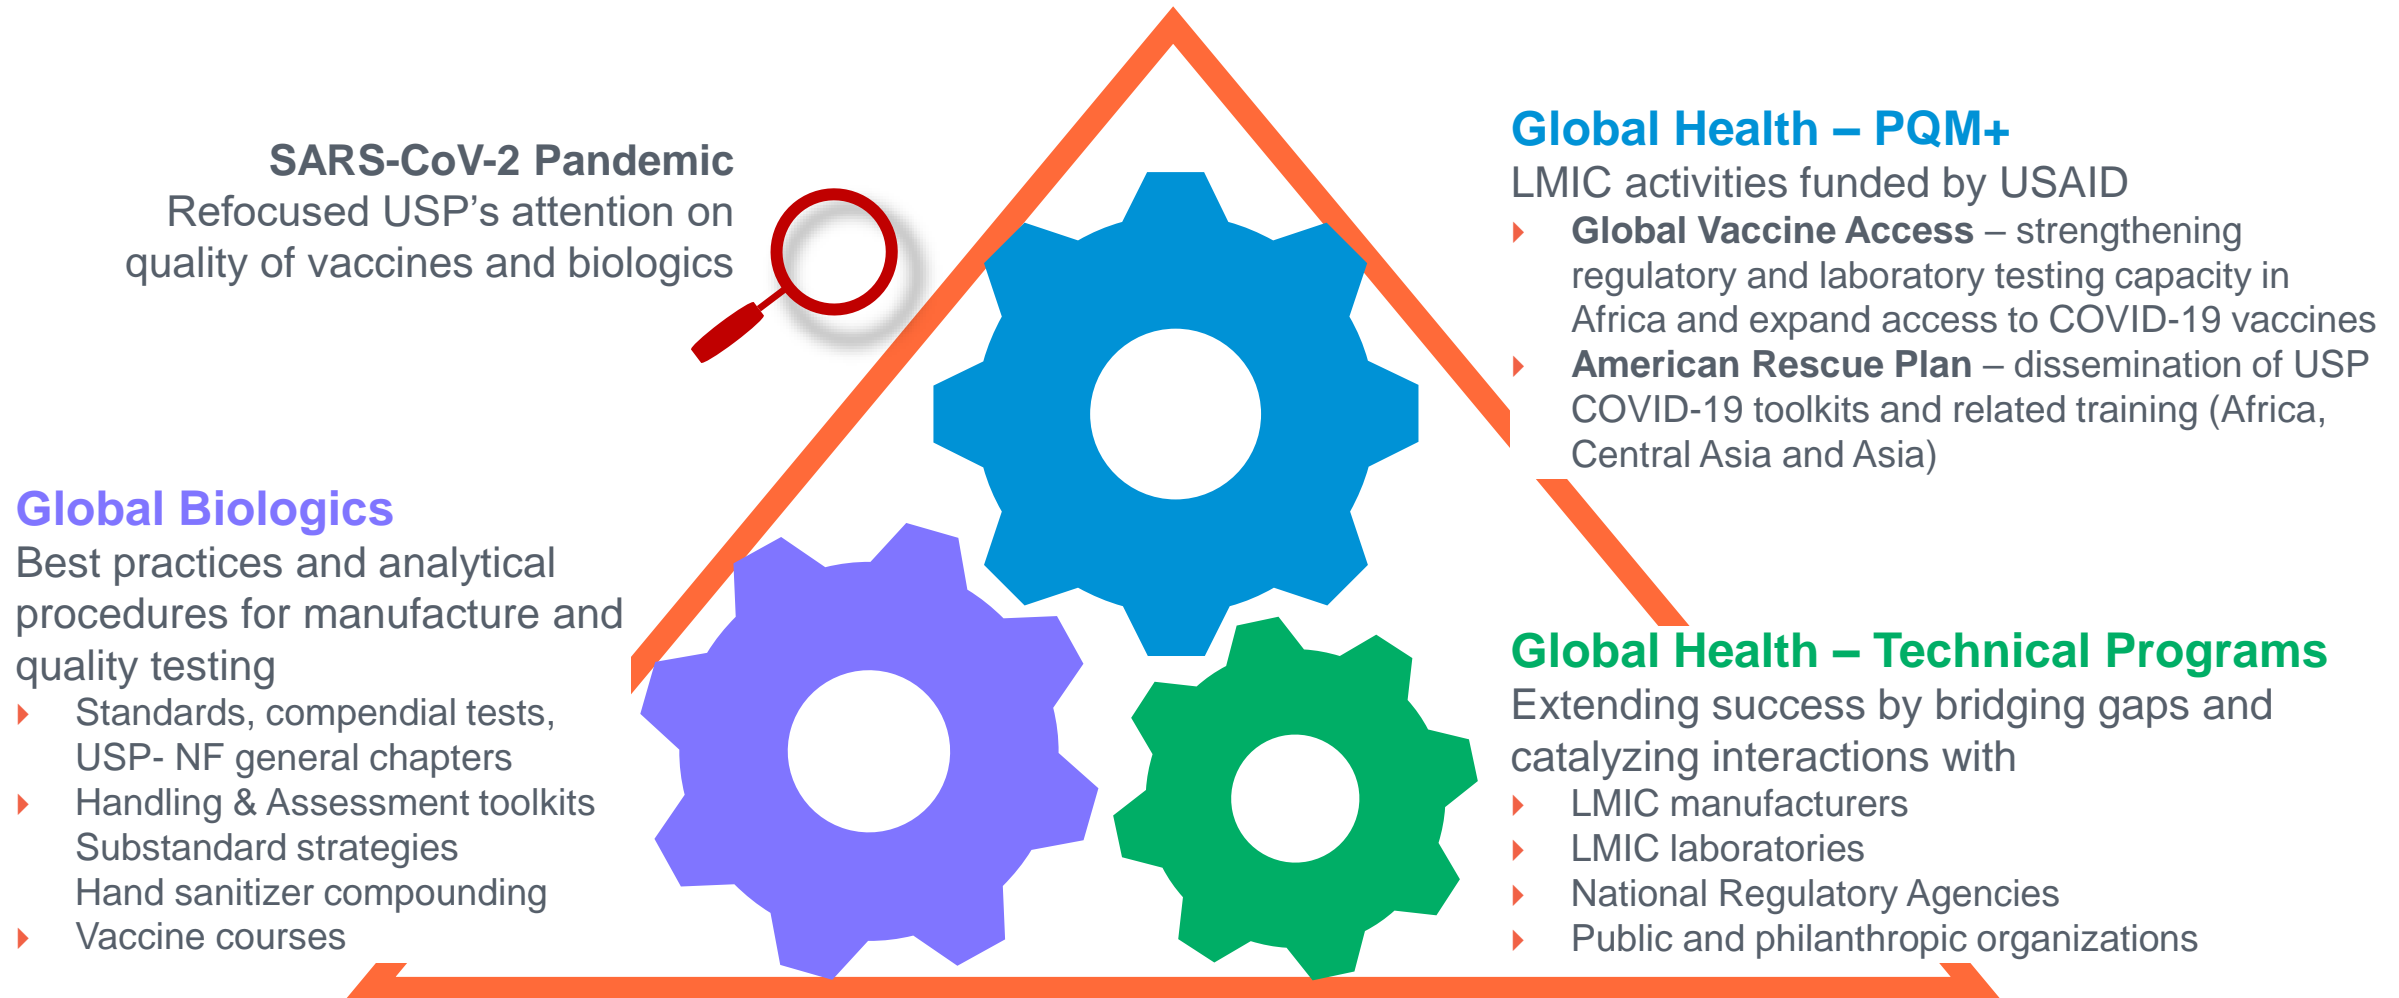 SARS-CoV-2 Pandemic
Refocused USP’s attention on
quality of vaccines and biologics
Global Health – PQM+
LMIC activities funded by USAID
Global Vaccine Access – strengthening
regulatory and laboratory testing capacity in
Africa and expand access to COVID-19 vaccines
American Rescue Plan – dissemination of USP
COVID-19 toolkits and related training (Africa,
Central Asia and Asia)
Global Biologics
Best practices and analytical
procedures for manufacture and
quality testing
Standards, compendial tests,
USP- NF general chapters
Handling & Assessment toolkits
Substandard strategies
Hand sanitizer compounding
Vaccine courses
Global Health – Technical Programs
Extending success by bridging gaps and
catalyzing interactions with
LMIC manufacturers
LMIC laboratories
National Regulatory Agencies
Public and philanthropic organizations